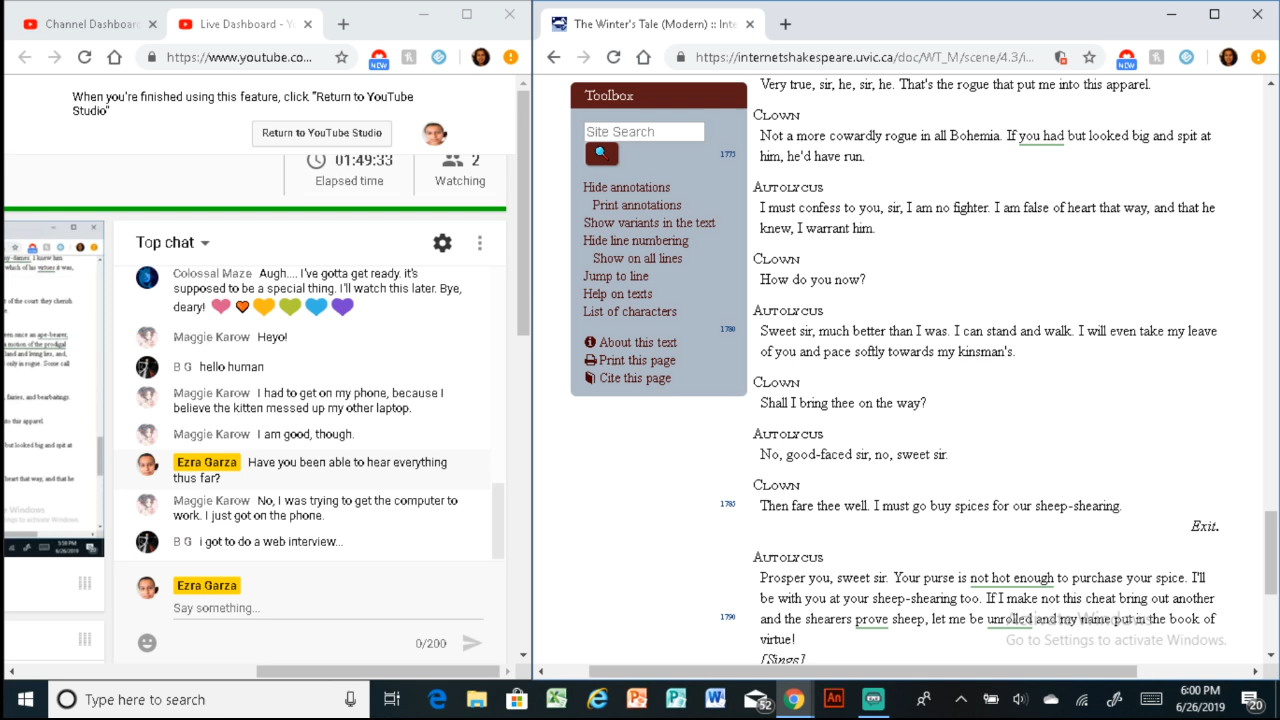 Channel Dashboard
Live Dashboard - Yo
https://www.youtube.co...
NEW
When you're finished using this feature, click "Return to YouTube
Studio"
Return to YouTube Studio
01:49:33
Elapsed time
2
Watching
Top chat
Colossal Maze Augh.... I've gotta get ready. it's
supposed to be a special thing. I'll watch this later. Bye,
deary!
Maggie Karow Heyo!
B G hello human
Maggie Karow I had to get on my phone, because I
believe the kitten messed up my other laptop.
Maggie Karow I am good, though.
Ezra Garza Have you been able to hear everything
thus far?
Maggie Karow No, I was trying to get the computer to
work. I just got on the phone.
B G i got to do a web interview...
Ezra Garza
Say something...
0/200
The Winter's Tale (Modern) :: Inte
https://internetshakespeare.uvic.ca/doc/WT_M/scene/4.3/i...
NEW
Toolbox
Site Search
Hide annotations
Print annotations
Show variants in the text
Hide line numbering
Show on all lines
Jump to line
Help on texts
List of characters
About this text
Print this page
Cite this page
Very true, sir, he, sir, he. That's the rogue that put me into this apparel.
CLOWN
Not a more cowardly rogue in all Bohemia. If you had but looked big and spit at
1775
him, he'd have run.
AUTOLYCUS
I must confess to you, sir, I am no fighter. I am false of heart that way, and that he
knew, I warrant him.
CLOWN
How do you now?
AUTOLYCUS
1780
Sweet sir, much better than I was. I can stand and walk. I will even take my leave
of you and pace softly towards my kinsman's.
CLOWN
Shall I bring thee on the way?
AUTOLYCUS
No, good-faced sir, no, sweet sir.
CLOWN
1785
Then fare thee well. I must go buy spices for our sheep-shearing.
Exit.
AUTOLYCUS
Prosper you, sweet sir. Your purse is not hot enough to purchase your spice. I'll
be with you at your sheep-shearing too. If I make not this cheat bring out another
1790
and the shearers prove sheep, let me be unrolled and my name put in the book of
virtue!
[Sings]
Activate Windows
Go to Settings to activate Windows.
Type here to search
52
6:00 PM
6/26/2019
20